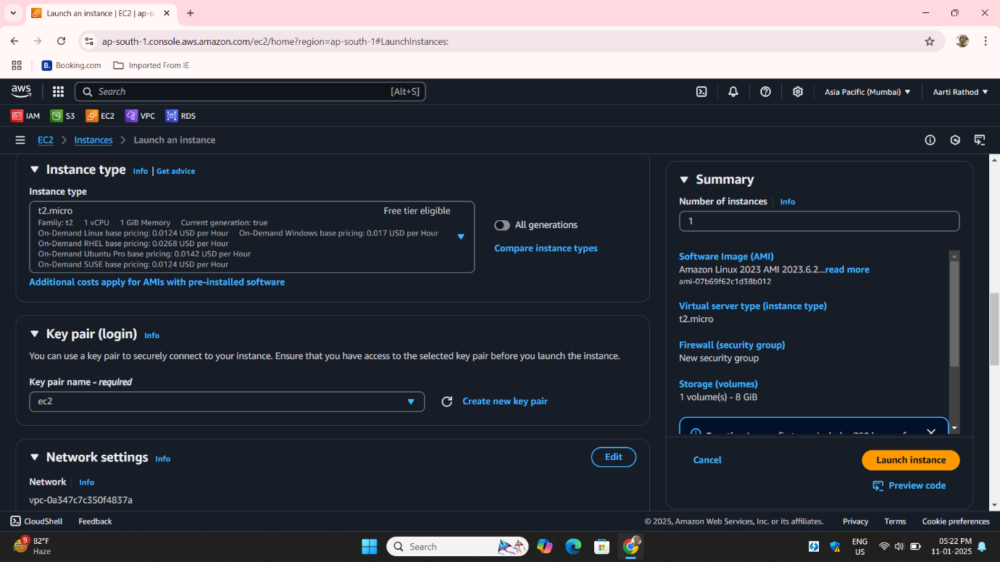 Launch an instance | EC2 | ap-sc
ap-south-1.console.aws.amazon.com/ec2/home?region=ap-south-1#LaunchInstances:
B. Booking.com Imported From IE
aws Search [Alt+S] Asia Pacific (Mumbai) Aarti Rathod
IAM S3 EC2 VPC RDS
EC2 Instances Launch an instance
Instance type Info | Get advice
Instance type
t2.micro Free tier eligible
Family: t2 1 vCPU 1 GiB Memory Current generation: true
On-Demand Linux base pricing: 0.0124 USD per Hour On-Demand Windows base pricing: 0.017 USD per Hour
On-Demand RHEL base pricing: 0.0268 USD per Hour
On-Demand Ubuntu Pro base pricing: 0.0142 USD per Hour
On-Demand SUSE base pricing: 0.0124 USD per Hour
All generations
Compare instance types
Additional costs apply for AMIs with pre-installed software
Key pair (login) Info
You can use a key pair to securely connect to your instance. Ensure that you have access to the selected key pair before you launch the instance.
Key pair name - required
ec2
Create new key pair
Network settings Info
Edit
Network Info
vpc-0a347c7c350f4837a
Summary
Number of instances Info
1
Software Image (AMI)
Amazon Linux 2023 AMI 2023.6.2...read more
ami-07b69f62c1d38b012
Virtual server type (instance type)
t2.micro
Firewall (security group)
New security group
Storage (volumes)
1 volume(s) - 8 GiB
Cancel
Launch instance
Preview code
CloudShell Feedback © 2025, Amazon Web Services, Inc. or its affiliates. Privacy Terms Cookie preferences
9
82°F
Haze
Search
ENG
US
05:22 PM
11-01-2025